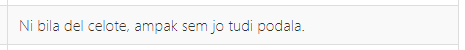 Ni bila del celote, ampak sem jo tudi podala.